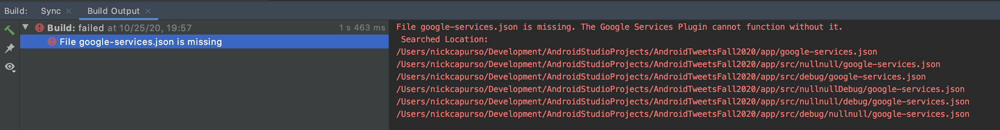 Build: Sync Build Output
Build: failed at 10/25/20, 19:57 1 s 463 ms
File google-services.json is missing
File google-services.json is missing. The Google Services Plugin cannot function without it.
Searched Location:
/Users/nickcapurso/Development/AndroidStudioProjects/AndroidTweetsFall2020/app/google-services.json
/Users/nickcapurso/Development/AndroidStudioProjects/AndroidTweetsFall2020/app/src/nullnull/google-services.json
/Users/nickcapurso/Development/AndroidStudioProjects/AndroidTweetsFall2020/app/src/debug/google-services.json
/Users/nickcapurso/Development/AndroidStudioProjects/AndroidTweetsFall2020/app/src/nullnullDebug/google-services.json
/Users/nickcapurso/Development/AndroidStudioProjects/AndroidTweetsFall2020/app/src/nullnull/debug/google-services.json
/Users/nickcapurso/Development/AndroidStudioProjects/AndroidTweetsFall2020/app/src/debug/nullnull/google-services.json